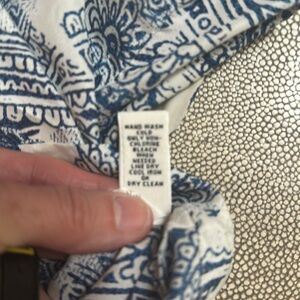 HAND WASH
COLD
ONLY NON-
CHLORINE
BLEACH
WHEN
NEEDED
LINE DRY
COOL IRON
OR
DRY CLEAN